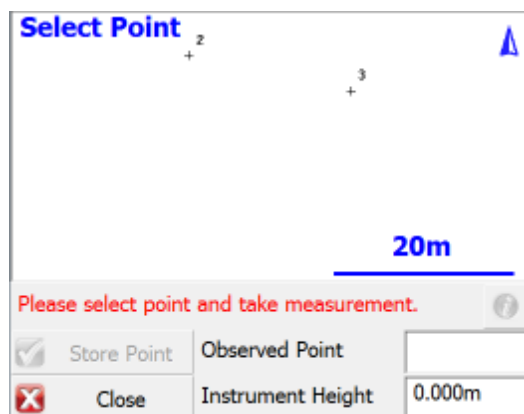 Select Point
2
3
20m
Please select point and take measurement.
Store Point
Observed Point
Close
Instrument Height
0.000m